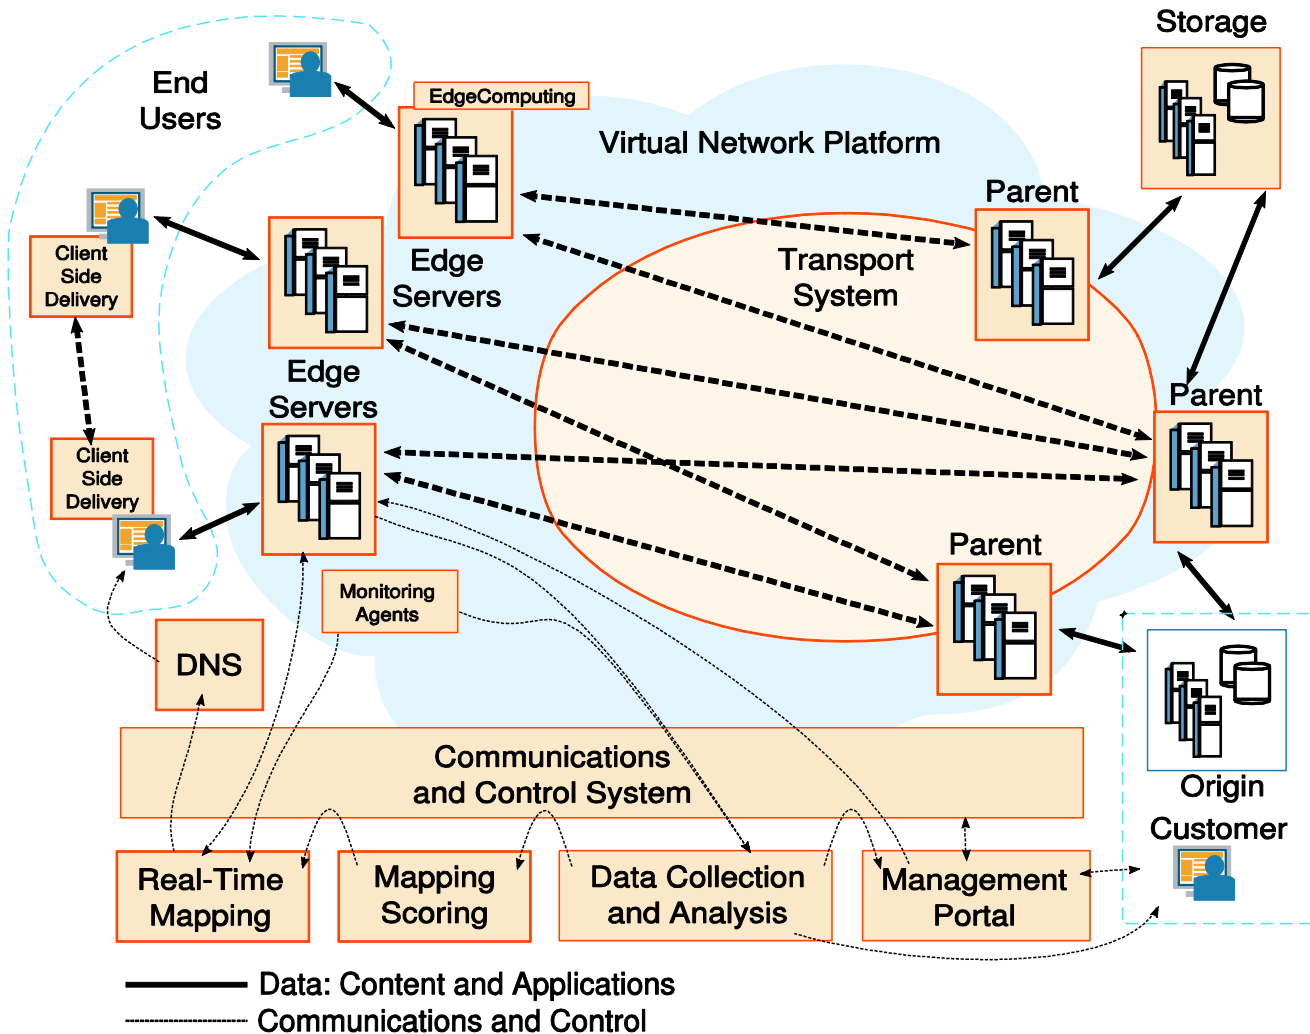 Storage
End
Users
EdgeComputing
Virtual Network Platform
Parent
Client
Side
Delivery
Edge
Servers
Transport
System
Edge
Servers
Parent
Client
Side
Delivery
Parent
Monitoring
Agents
DNS
Communications
and Control System
Origin
Customer
Real-Time
Mapping
Mapping
Scoring
Data Collection
and Analysis
Management
Portal
Data: Content and Applications
Communications and Control